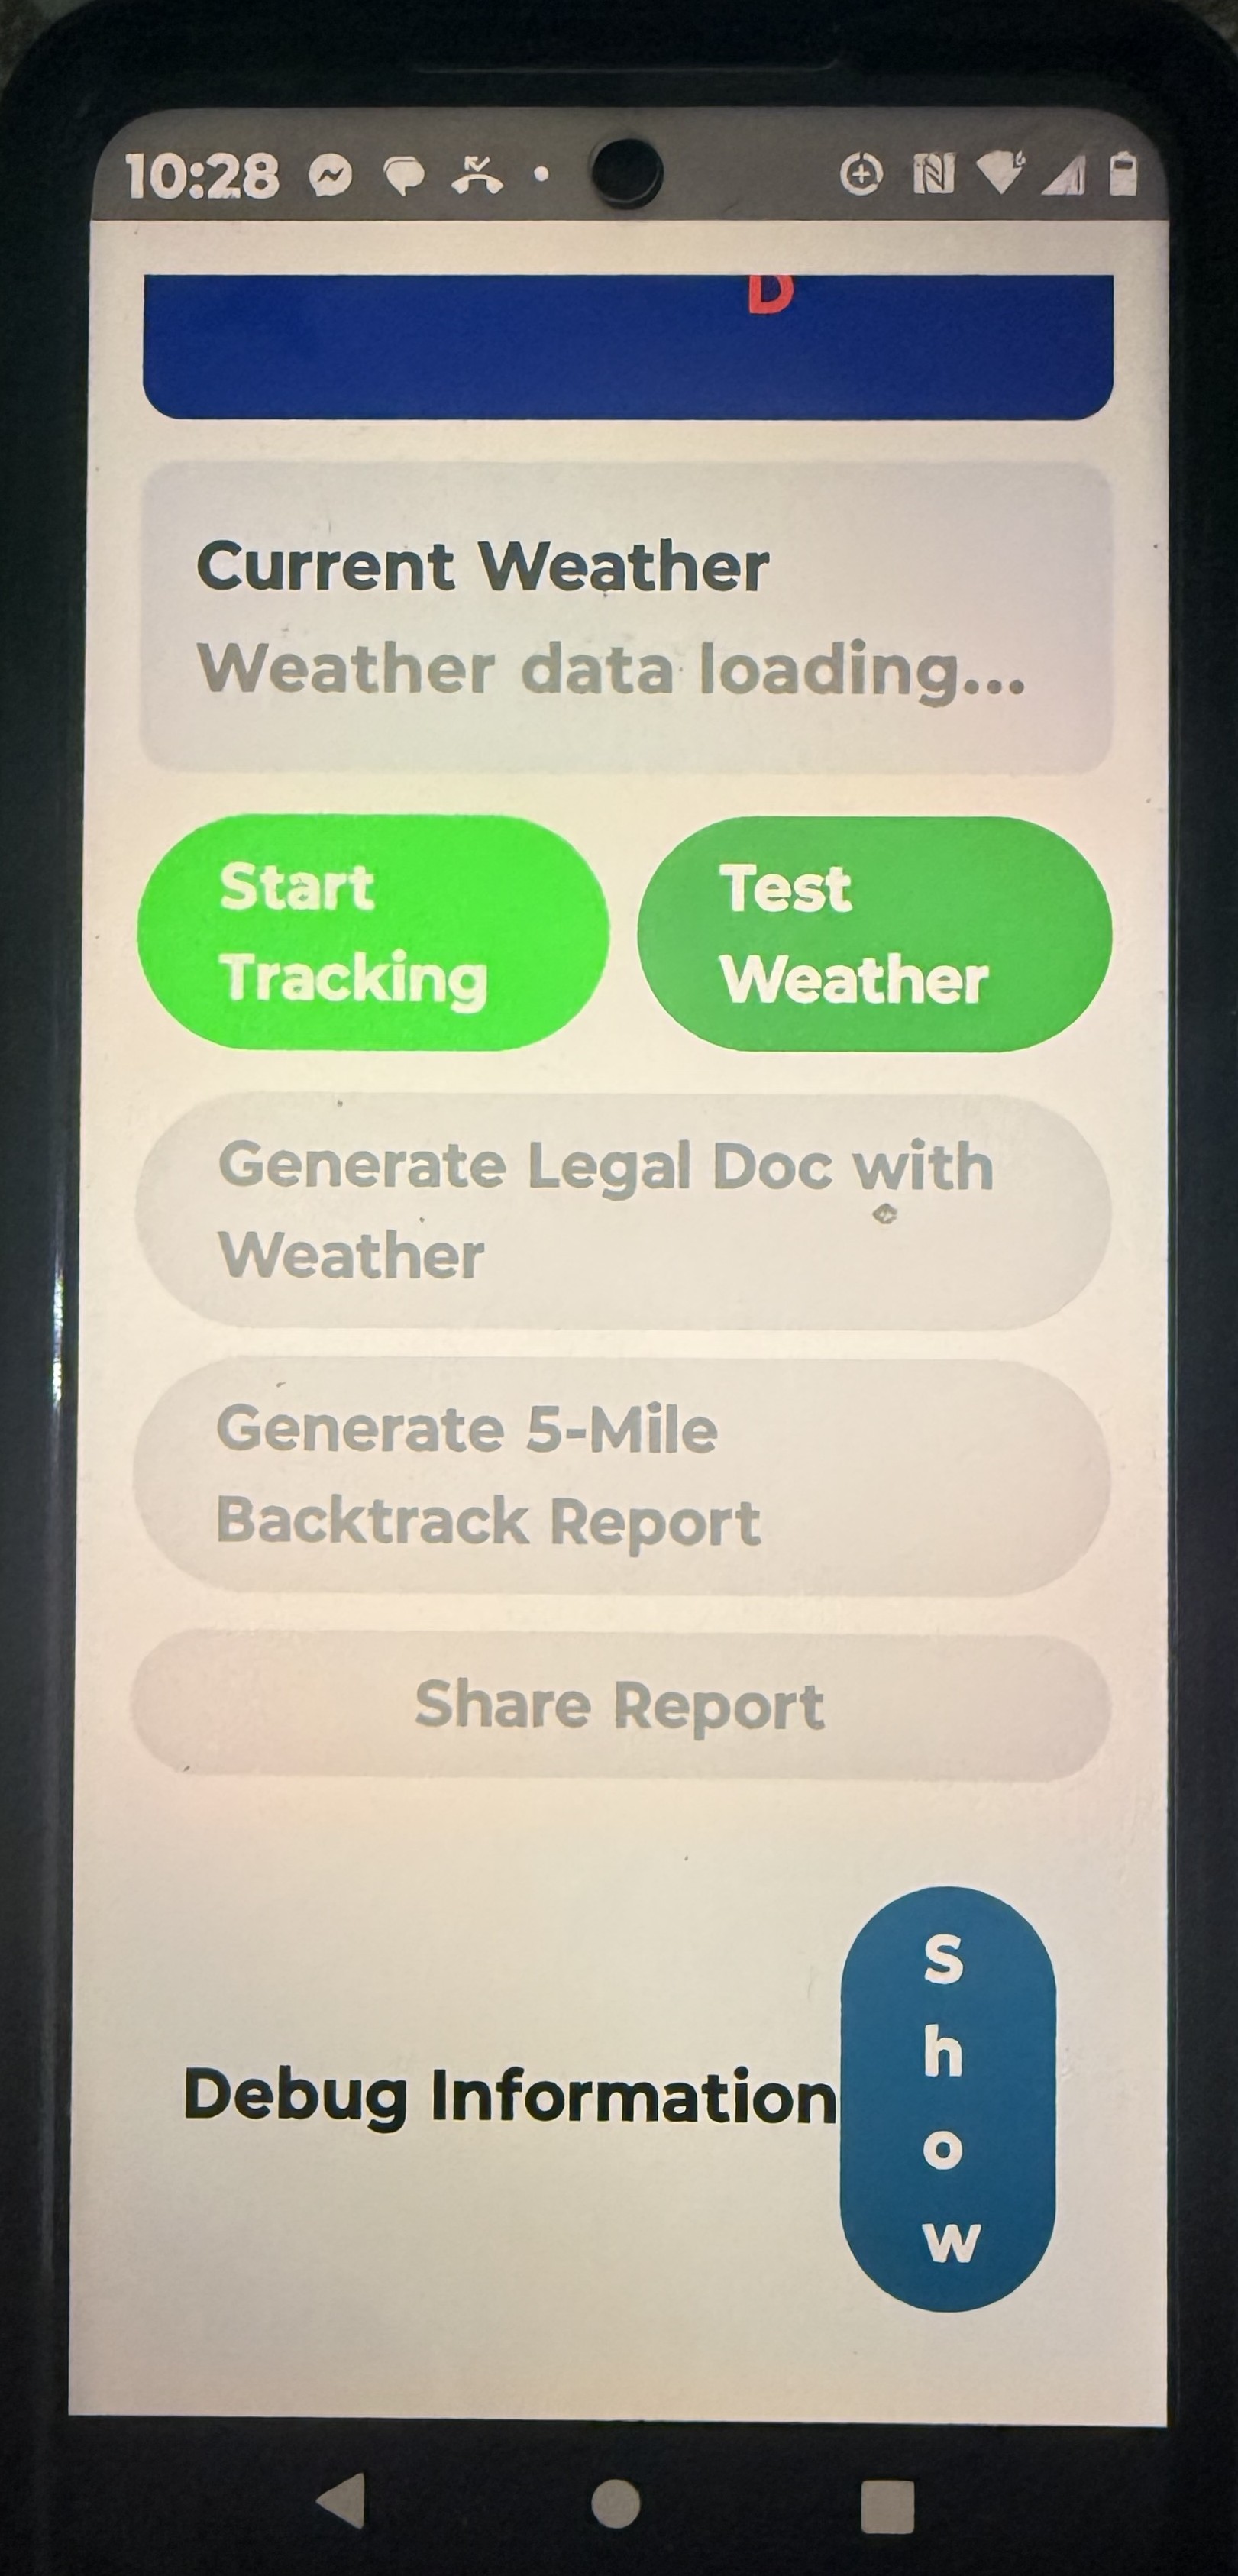 10:28
D
Current Weather
Weather data loading...
Start
Tracking
Test
Weather
Generate Legal Doc with
Weather
Generate 5-Mile
Backtrack Report
Share Report
Debug Information
S
h
o
w